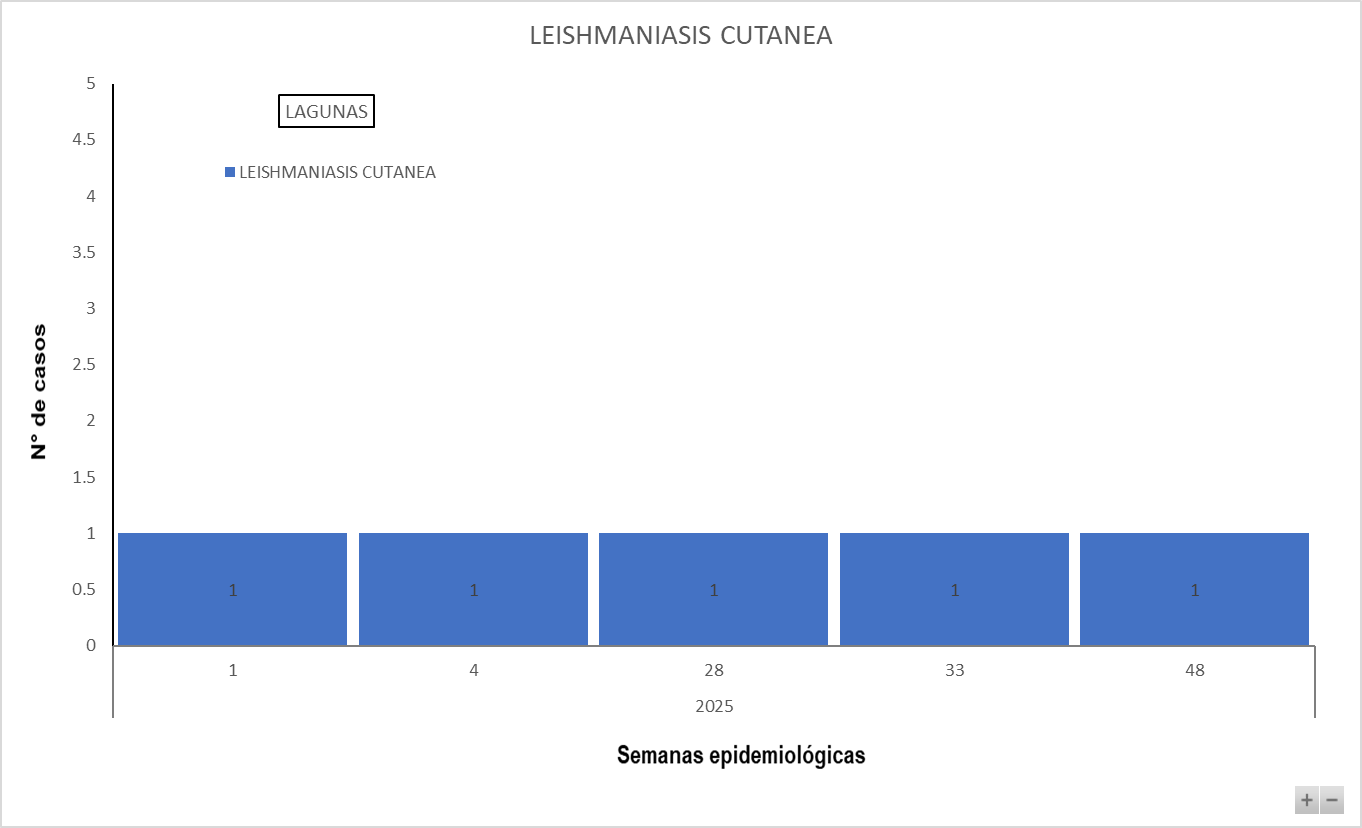 LEISHMANIASIS CUTANEA
LAGUNAS
LEISHMANIASIS CUTANEA
N° de casos
5
4.5
4
3.5
3
2.5
2
1.5
1
0.5
0
1 1 1 1 1
1 4 28 33 48
2025
Semanas epidemiológicas
+ −